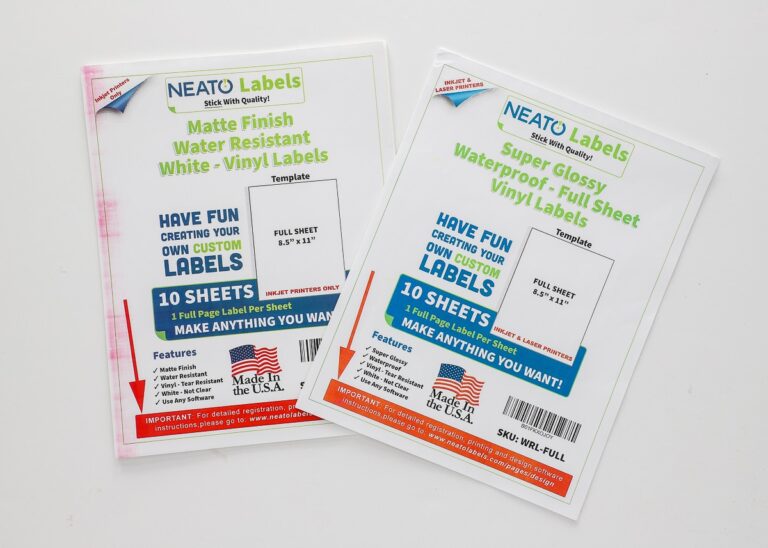 Inkjet Printers
Only
NEATO Labels
Stick With Quality!
Matte Finish
Water Resistant
White - Vinyl Labels
Template
FULL SHEET
8.5" x 11"
HAVE FUN
CREATING YOUR
OWN CUSTOM
LABELS
INKJET PRINTERS ONLY
10 SHEETS
1 Full Page Label Per Sheet
MAKE ANYTHING YOU WANT!
Features
✓ Matte Finish
✓ Water Resistant
✓ Vinyl - Tear Resistant
✓ White - Not Clear
✓ Use Any Software
Made In
the U.S.A.
S
IMPORTANT: For detailed registration, p
instructions,please go to: www.neatolabels
INKJET &
LASER PRINTERS
NEATO Labels
Stick With Quality!
Super Glossy
Waterproof - Full Sheet
Vinyl Labels
Template
FULL SHEET
8.5" x 11"
HAVE FUN
CREATING YOUR
OWN CUSTOM
LABELS
INKJET & LASER PRINTERS
10 SHEETS
1 Full Page Label Per Sheet
MAKE ANYTHING YOU WANT!
Features
✓ Super Glossy
✓ Waterproof
✓ Vinyl - Tear Resistant
✓ White - Not Clear
✓ Use Any Software
Made In
the U.S.A.
SKU: WRL-FULL
IMPORTANT: For detailed registration, printing and design software
instructions,please go to: www.neatolabels.com/pages/design